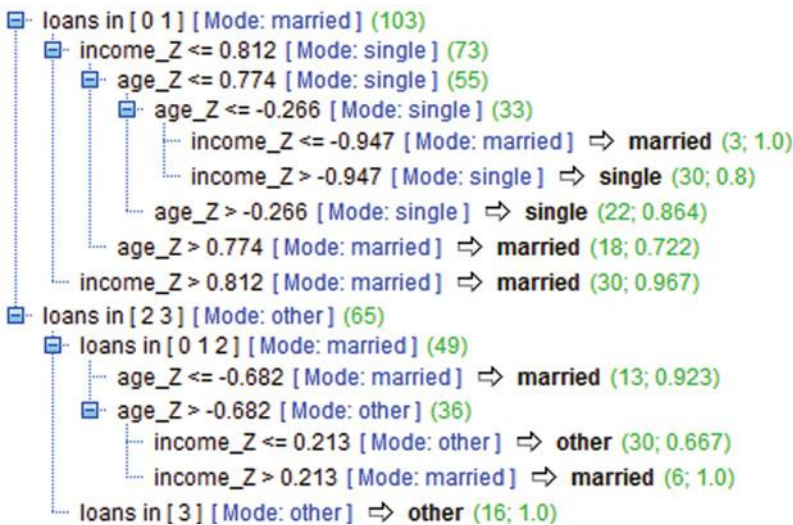 loans in [ 0 1 ] [ Mode: married ] (103)
income_Z <= 0.812 [ Mode: single ] (73)
age_Z <= 0.774 [ Mode: single ] (55)
age_Z <= -0.266 [ Mode: single ] (33)
income_Z <= -0.947 [ Mode: married ] ⇨ married (3; 1.0)
income_Z > -0.947 [ Mode: single ] ⇨ single (30; 0.8)
age_Z > -0.266 [ Mode: single ] ⇨ single (22; 0.864)
age_Z > 0.774 [ Mode: married ] ⇨ married (18; 0.722)
income_Z > 0.812 [ Mode: married ] ⇨ married (30; 0.967)
loans in [ 2 3 ] [ Mode: other ] (65)
loans in [ 0 1 2 ] [ Mode: married ] (49)
age_Z <= -0.682 [ Mode: married ] ⇨ married (13; 0.923)
age_Z > -0.682 [ Mode: other ] (36)
income_Z <= 0.213 [ Mode: other ] ⇨ other (30; 0.667)
income_Z > 0.213 [ Mode: married ] ⇨ married (6; 1.0)
loans in [ 3 ] [ Mode: other ] ⇨ other (16; 1.0)